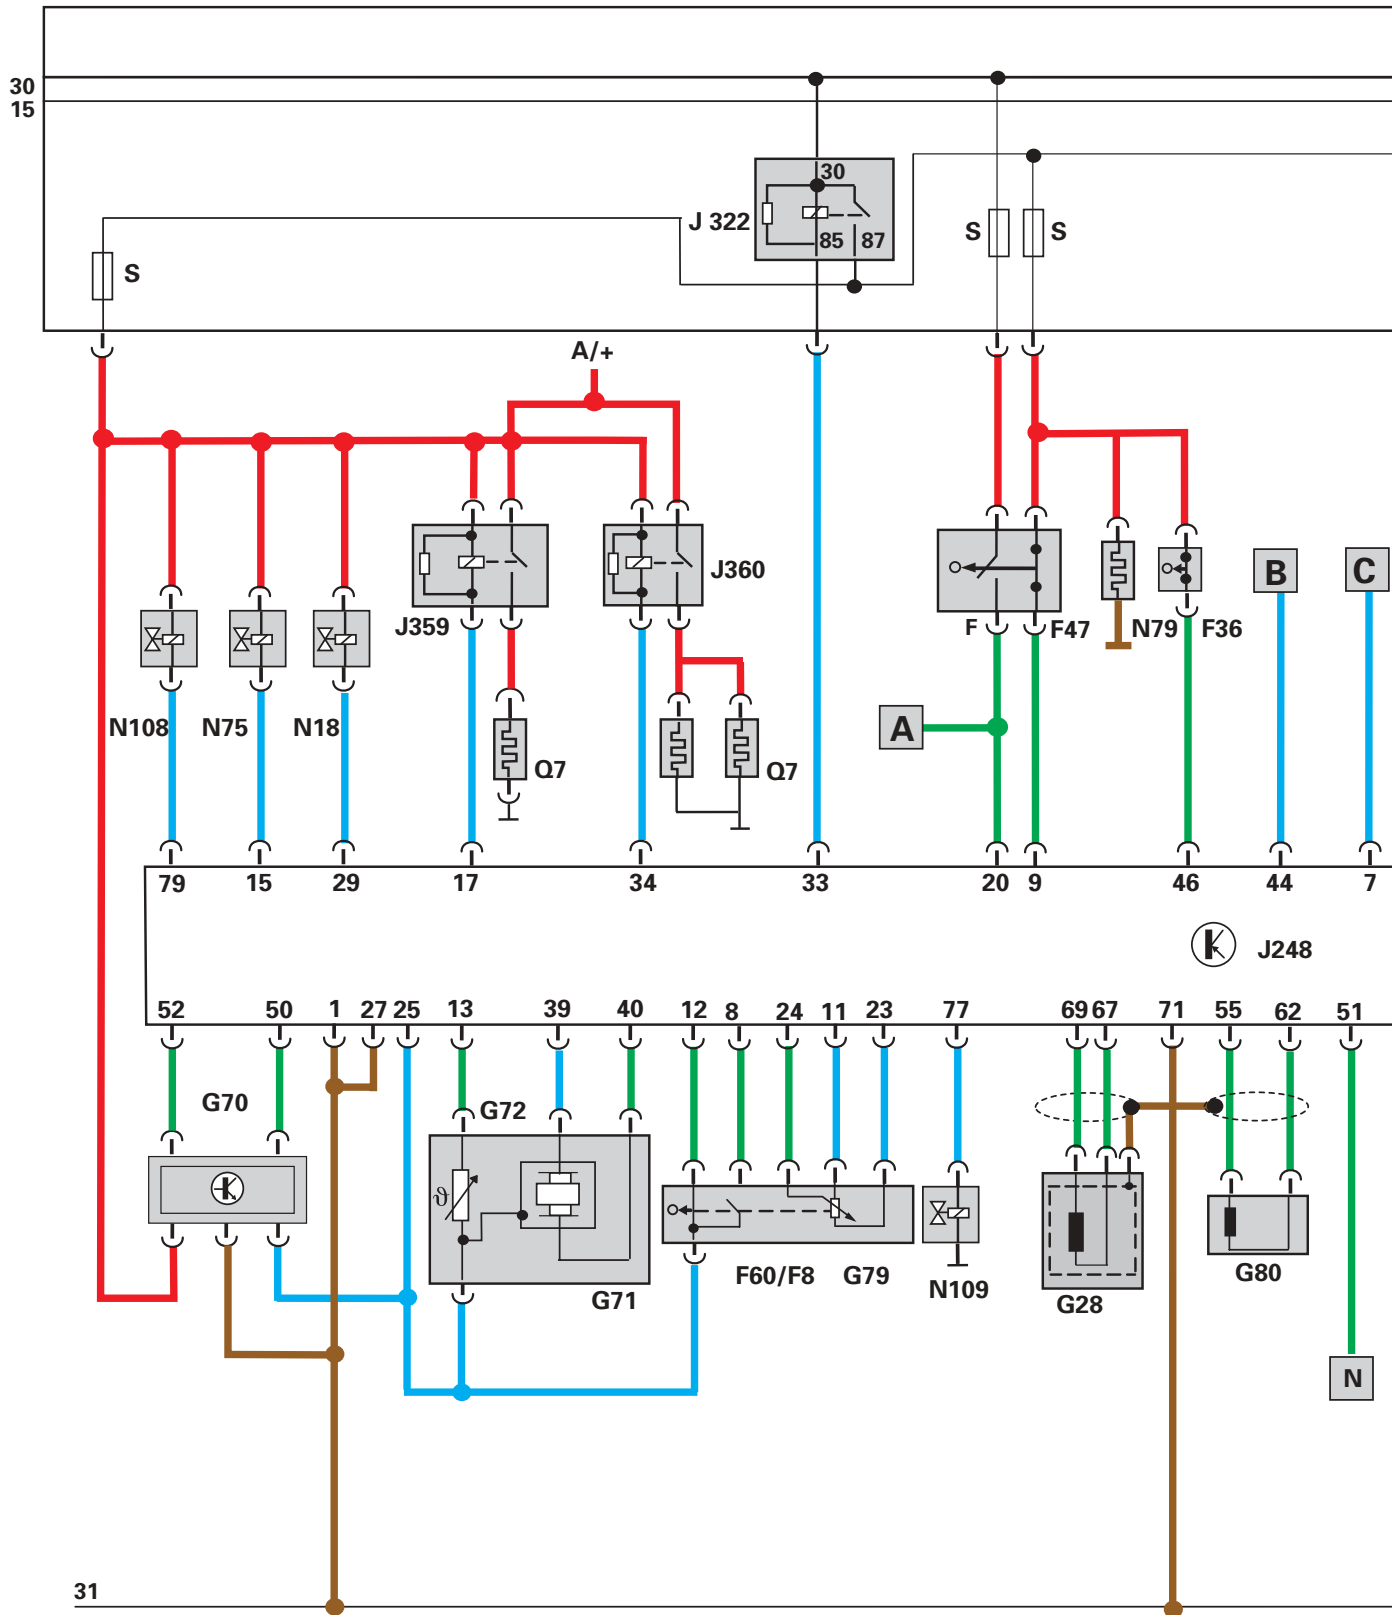 30
15
30
J 322
85 87
S
S
S
A/+
J360
J359
F
F47
N79
F36
B
C
N108
N75
N18
A
Q7
Q7
79 15 29 17 34 33 20 9 46 44 7
J248
52 50 1 27 25 13 39 40 12 8 24 11 23 77 69 67 71 55 62 51
G70
G72
ϑ
F60/F8
G79
N109
G71
G28
G80
N
31